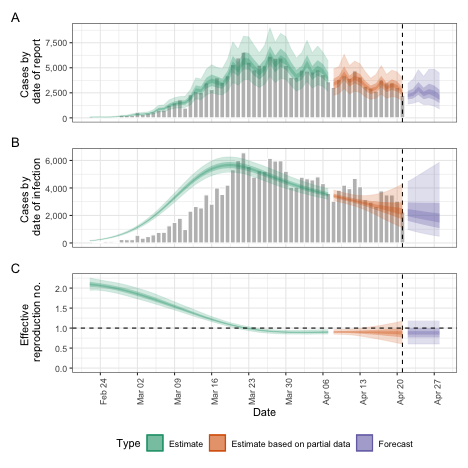 A
Cases by
date of report
7,500
5,000
2,500
0
B
Cases by
date of infection
6,000
4,000
2,000
0
C
Effective
reproduction no.
2.0
1.5
1.0
0.5
0.0
Feb 24
Mar 02
Mar 09
Mar 16
Mar 23
Mar 30
Apr 06
Apr 13
Apr 20
Apr 27
Date
Type Estimate Estimate based on partial data Forecast